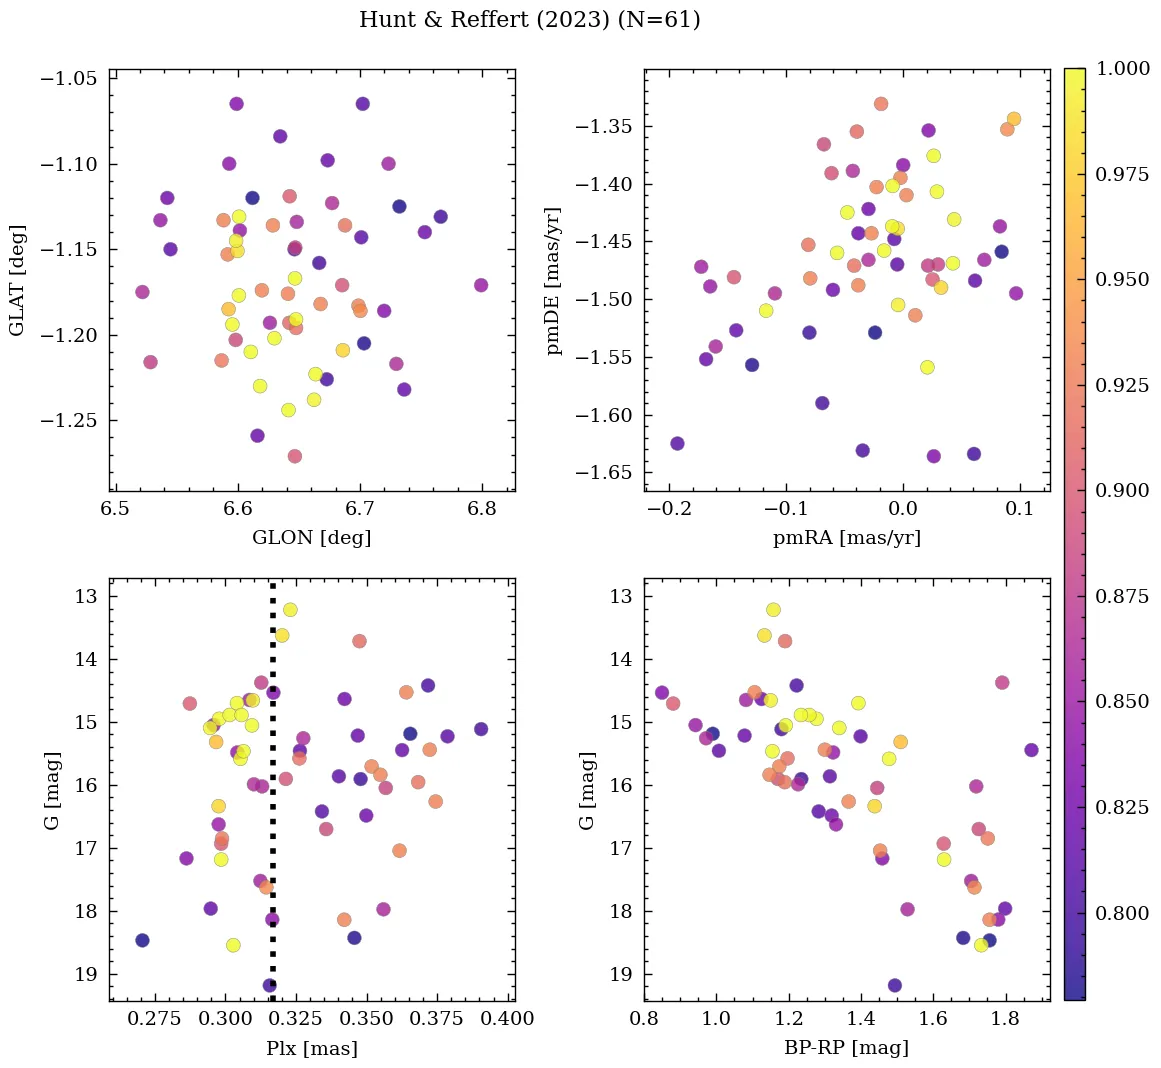 Hunt & Reffert (2023) (N=61)
−1.05
−1.10
−1.15
−1.20
−1.25
GLAT [deg]
6.5 6.6 6.7 6.8
GLON [deg]
−1.35
−1.40
−1.45
−1.50
−1.55
−1.60
−1.65
pmDE [mas/yr]
−0.2 −0.1 0.0 0.1
pmRA [mas/yr]
13
14
15
16
17
18
19
G [mag]
0.275 0.300 0.325 0.350 0.375 0.400
Plx [mas]
13
14
15
16
17
18
19
G [mag]
0.8 1.0 1.2 1.4 1.6 1.8
BP-RP [mag]
1.000
0.975
0.950
0.925
0.900
0.875
0.850
0.825
0.800